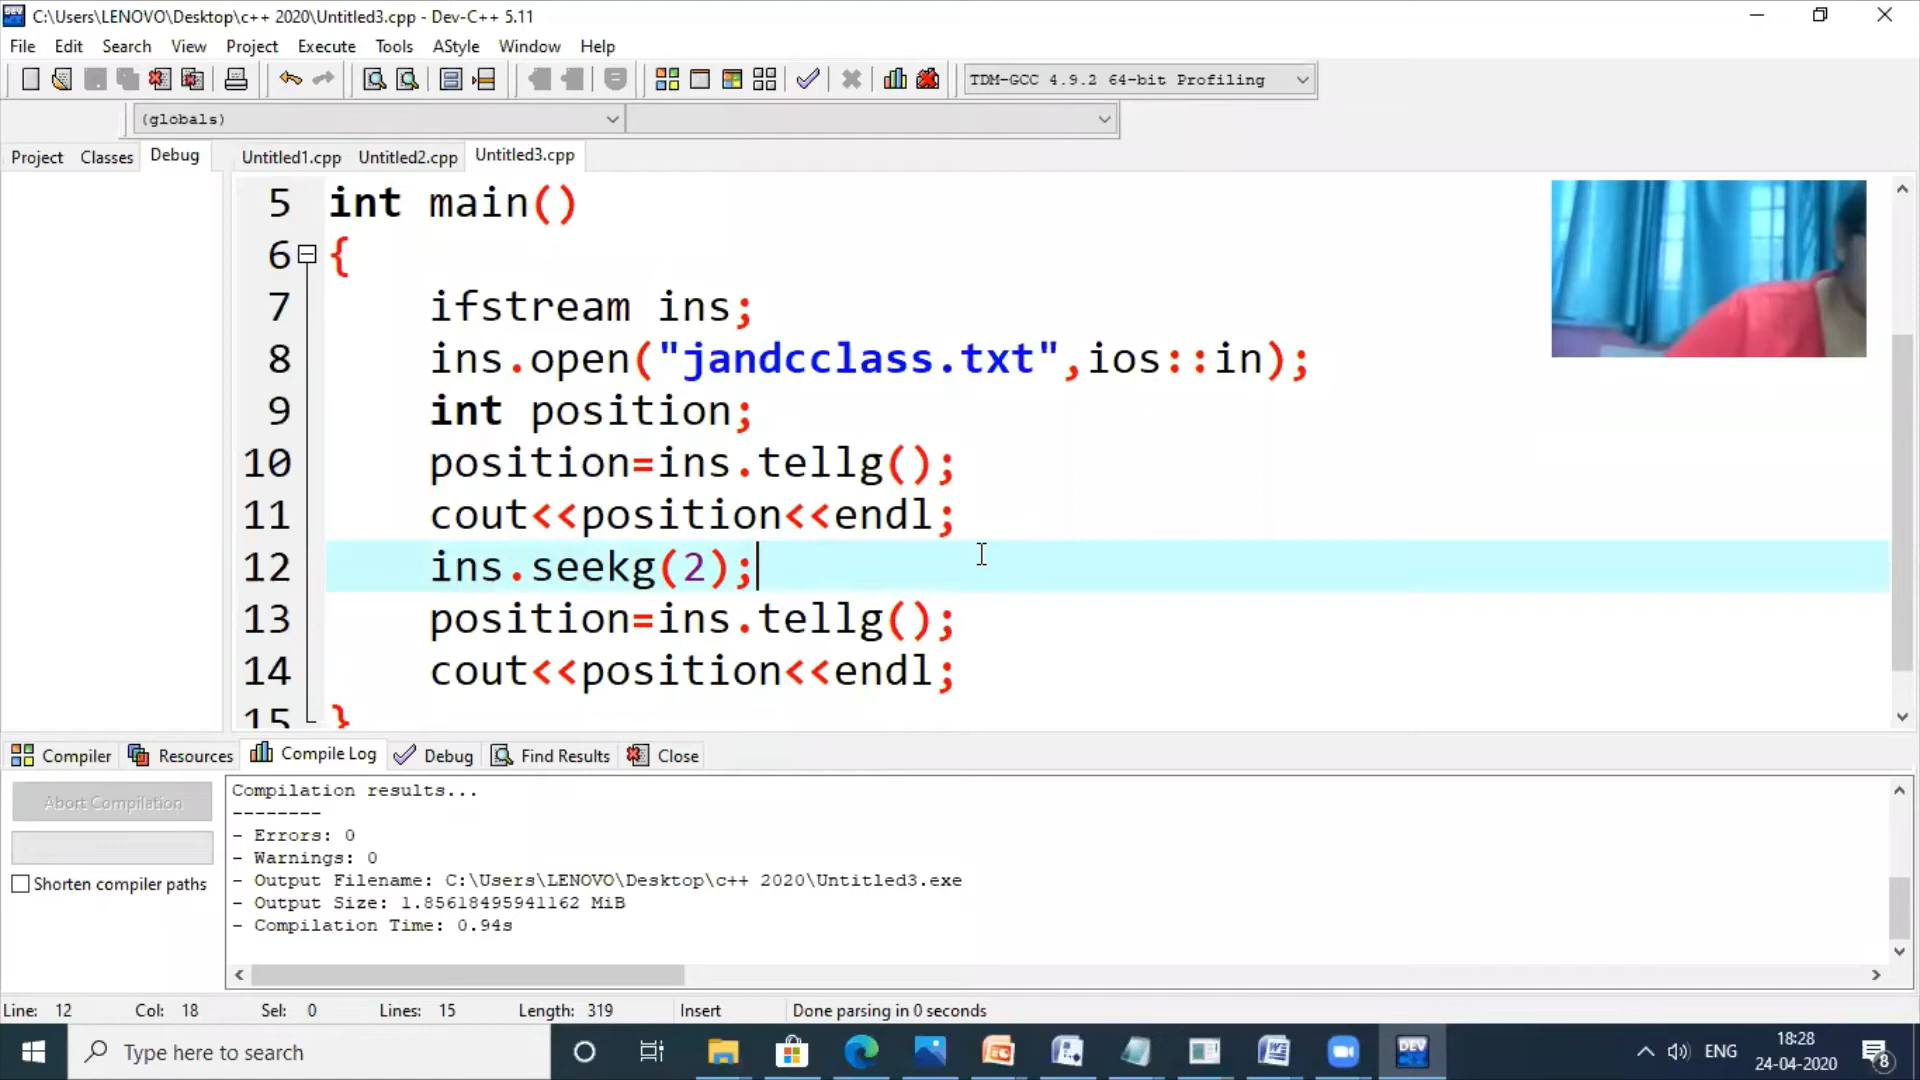 C:\Users\LENOVO\Desktop\c++ 2020\Untitled3.cpp - Dev-C++ 5.11
File Edit Search View Project Execute Tools AStyle Window Help
TDM-GCC 4.9.2 64-bit Profiling
(globals)
Project Classes Debug Untitled1.cpp Untitled2.cpp Untitled3.cpp
5 int main()
6 {
7 ifstream ins;
8 ins.open("jandcclass.txt",ios::in);
9 int position;
10 position=ins.tellg();
11 cout<<position<<endl;
12 ins.seekg(2);
13 position=ins.tellg();
14 cout<<position<<endl;
15 }
Compiler Resources Compile Log Debug Find Results Close
Abort Compilation
Shorten compiler paths
Compilation results...
--------
- Errors: 0
- Warnings: 0
- Output Filename: C:\Users\LENOVO\Desktop\c++ 2020\Untitled3.exe
- Output Size: 1.85618495941162 MiB
- Compilation Time: 0.94s
Line: 12 Col: 18 Sel: 0 Lines: 15 Length: 319 Insert Done parsing in 0 seconds
Type here to search
DEV
ENG
18:28
24-04-2020
8